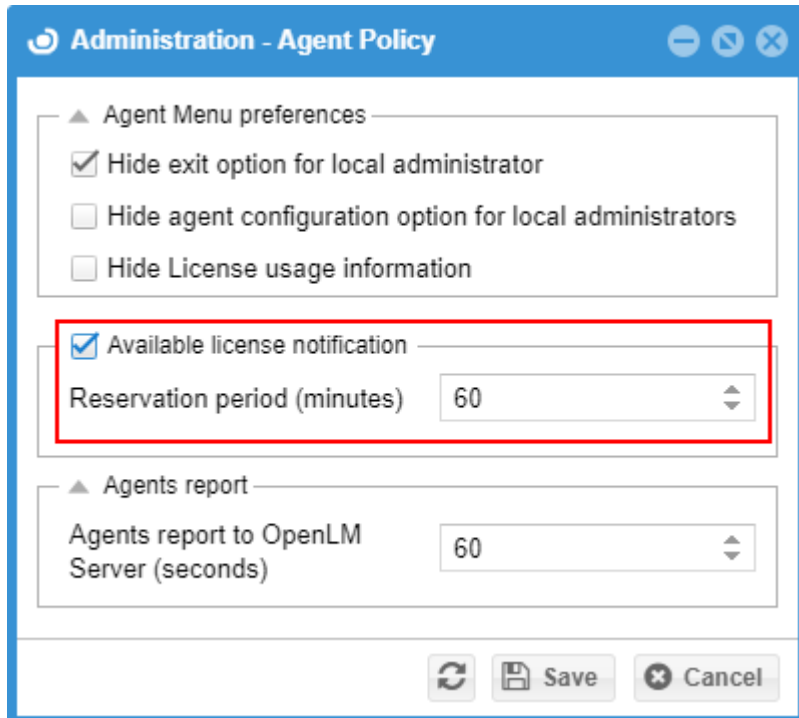 Administration - Agent Policy
Agent Menu preferences
Hide exit option for local administrator
Hide agent configuration option for local administrators
Hide License usage information
Available license notification
Reservation period (minutes) 60
Agents report
Agents report to OpenLM
Server (seconds) 60
Save Cancel